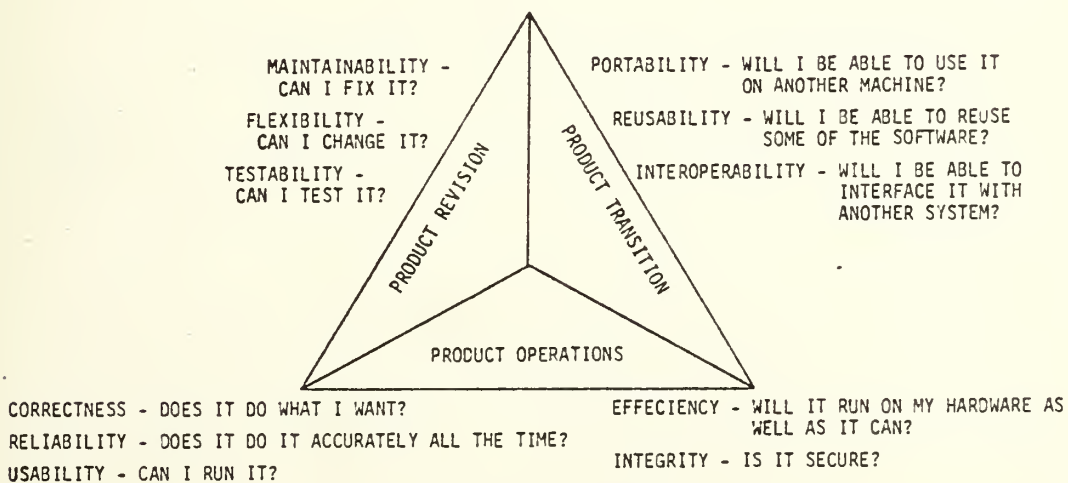 MAINTAINABILITY -
CAN I FIX IT?
FLEXIBILITY -
CAN I CHANGE IT?
TESTABILITY -
CAN I TEST IT?
PORTABILITY - WILL I BE ABLE TO USE IT
ON ANOTHER MACHINE?
REUSABILITY - WILL I BE ABLE TO REUSE
SOME OF THE SOFTWARE?
INTEROPERABILITY - WILL I BE ABLE TO
INTERFACE IT WITH
ANOTHER SYSTEM?
PRODUCT REVISION
PRODUCT TRANSITION
PRODUCT OPERATIONS
CORRECTNESS - DOES IT DO WHAT I WANT?
RELIABILITY - DOES IT DO IT ACCURATELY ALL THE TIME?
USABILITY - CAN I RUN IT?
EFFECIENCY - WILL IT RUN ON MY HARDWARE AS
WELL AS IT CAN?
INTEGRITY - IS IT SECURE?